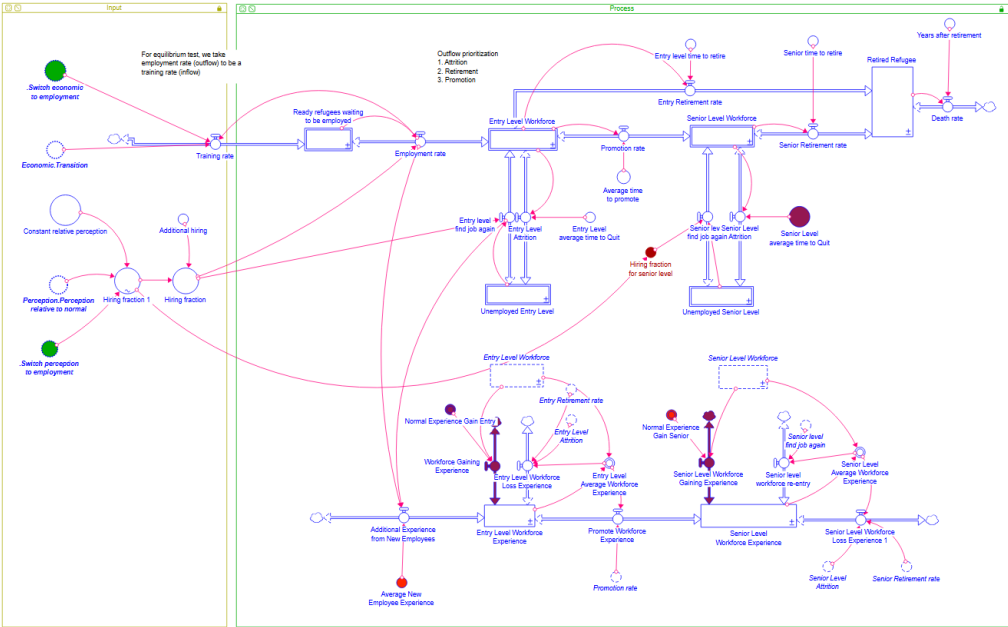 Input
Process
For equilibrium test, we take
employment rate (outflow) to be a
training rate (inflow)
Outflow prioritization
1. Attrition
2. Retirement
3. Promotion
.Switch economic
to employment
Economic.Transition
Constant relative perception
Additional hiring
Perception.Perception
relative to normal
Hiring fraction 1
Hiring fraction
.Switch perception
to employment
Training rate
Ready refugees waiting
to be employed
Employment rate
Entry Level Workforce
Entry level time to retire
Entry Retirement rate
Promotion rate
Average time
to promote
Senior Level Workforce
Senior time to retire
Senior Retirement rate
Retired Refugee
Years after retirement
Death rate
Entry level
find job again
Entry Level
Attrition
Entry Level
average time to Quit
Unemployed Entry Level
Hiring fraction
for senior level
Senior lev
find job again
Senior Level
Attrition
Senior Level
average time to Quit
Unemployed Senior Level
Entry Level Workforce
Entry Retirement rate
Entry Level
Attrition
Normal Experience Gain Entry
Workforce Gaining
Experience
Entry Level Workforce
Loss Experience
Entry Level
Average Workforce
Experience
Additional Experience
from New Employees
Average New
Employee Experience
Entry Level Workforce
Experience
Promote Workforce
Experience
Promotion rate
Senior Level Workforce
Normal Experience
Gain Senior
Senior Level Workforce
Gaining Experience
Senior level
find job again
Senior level
workforce re-entry
Senior Level
Average Workforce
Experience
Senior Level
Workforce Experience
Senior Level Workforce
Loss Experience 1
Senior Level
Attrition
Senior Retirement rate